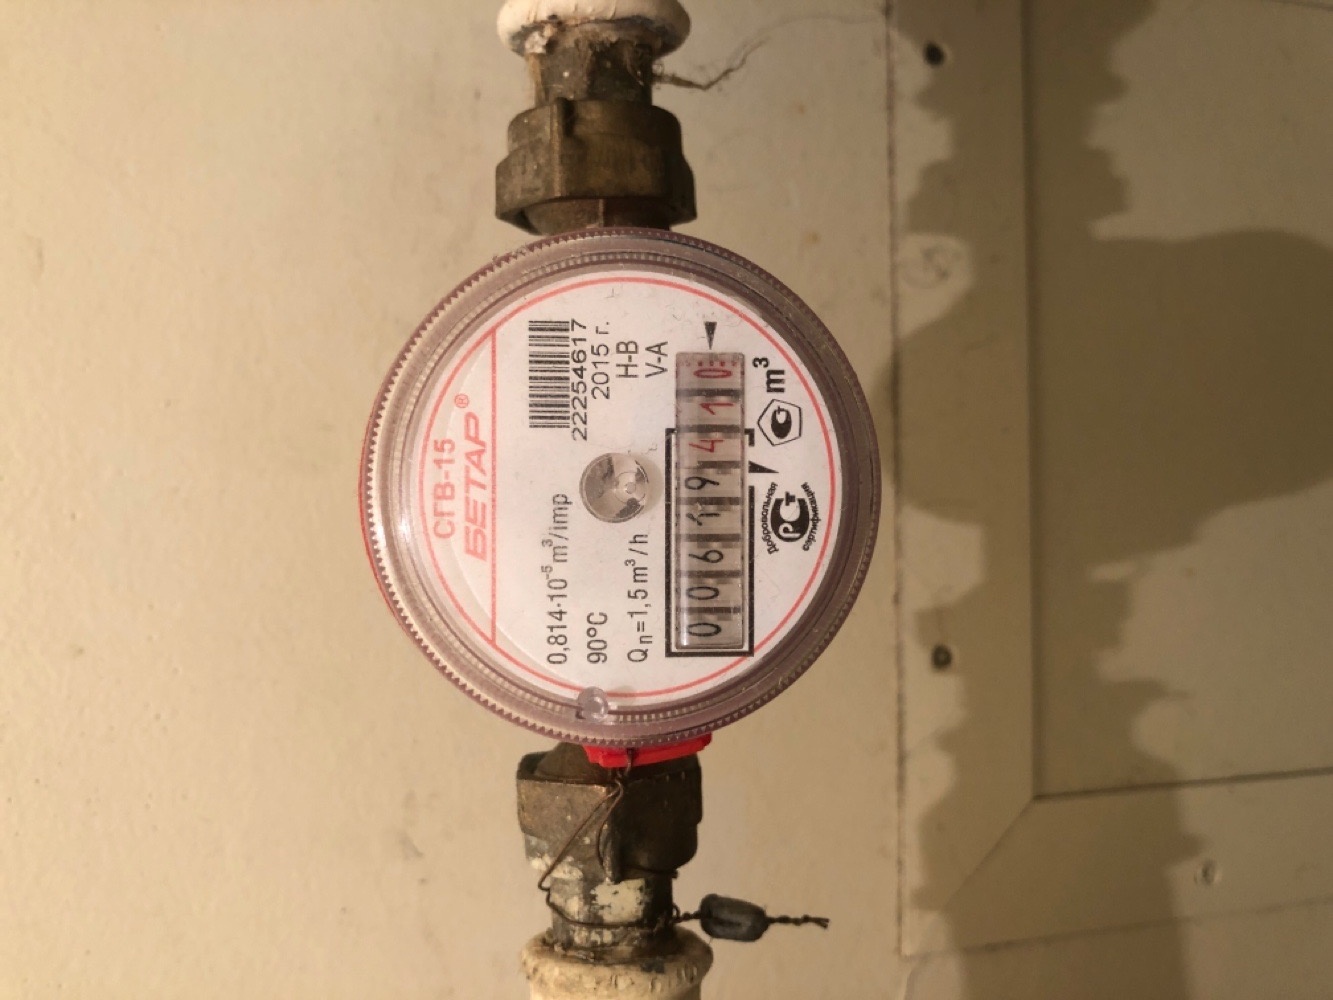 СГВ-15
БЕТАР®
22254617
2015 г.
H-B
V-A
0,814·10⁻⁵ m³/imp
90°C
Qn=1,5 m³/h
00619410
m³
Добровольная
РСТ
сертификация